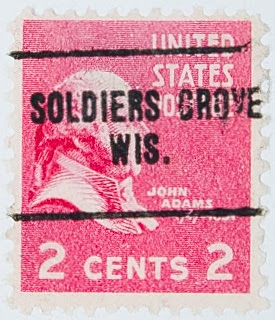 UNITED
STATES
SOLDIERS GROVE
WIS.
JOHN
ADAMS
2 CENTS 2